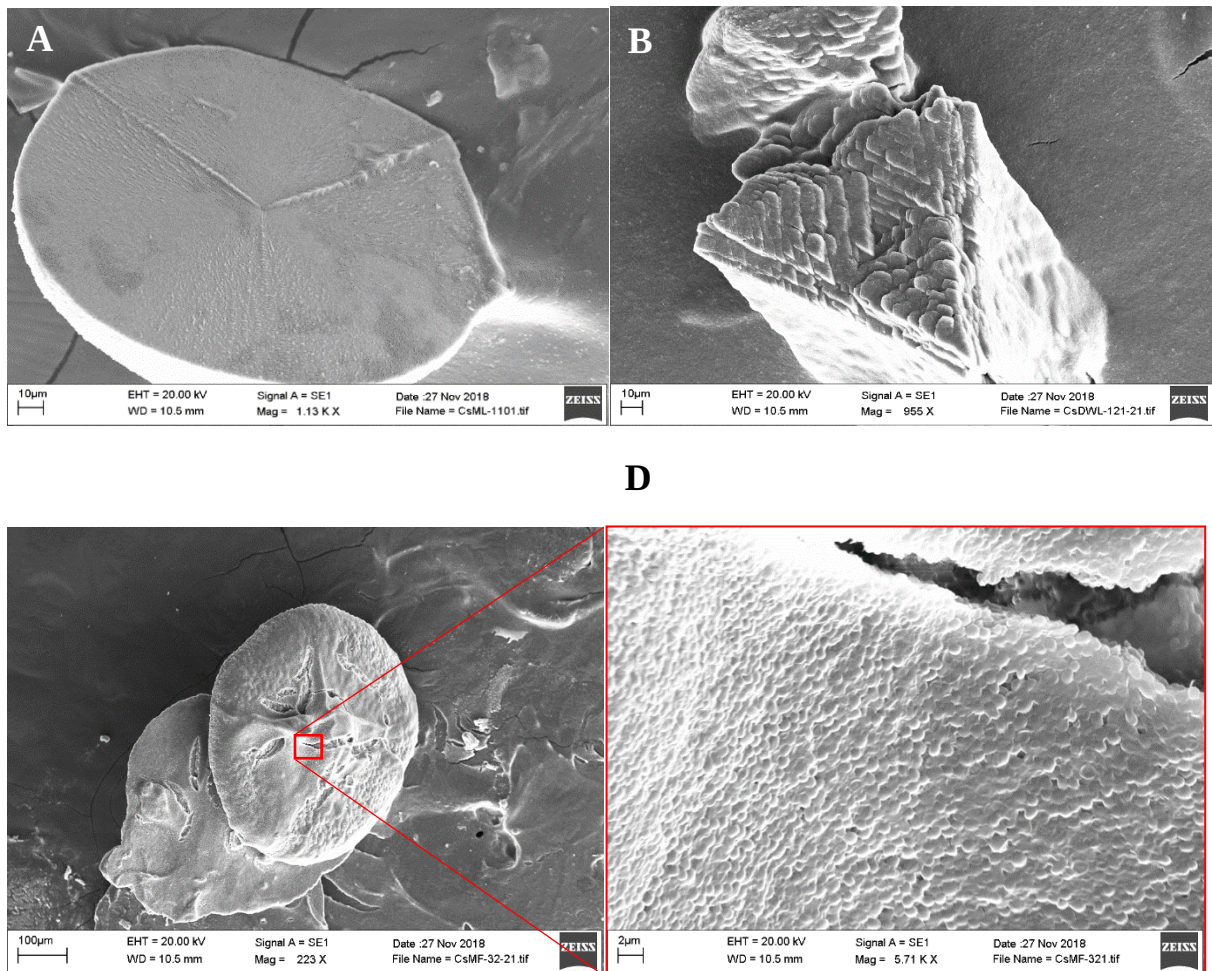 A
B
10µm
EHT = 20.00 kV
Signal A = SE1
Date :27 Nov 2018
WD = 10.5 mm
Mag = 1.13 K X
File Name = CsML-1101.tif
ZEISS
10µm
EHT = 20.00 kV
Signal A = SE1
Date :27 Nov 2018
WD = 10.5 mm
Mag = 955 X
File Name = CsDWL-121-21.tif
ZEISS
D
100µm
EHT = 20.00 kV
Signal A = SE1
Date :27 Nov 2018
WD = 10.5 mm
Mag = 223 X
File Name = CsMF-32-21.tif
ZEISS
2µm
EHT = 20.00 kV
Signal A = SE1
Date :27 Nov 2018
WD = 10.5 mm
Mag = 5.71 K X
File Name = CsMF-321.tif
ZEISS